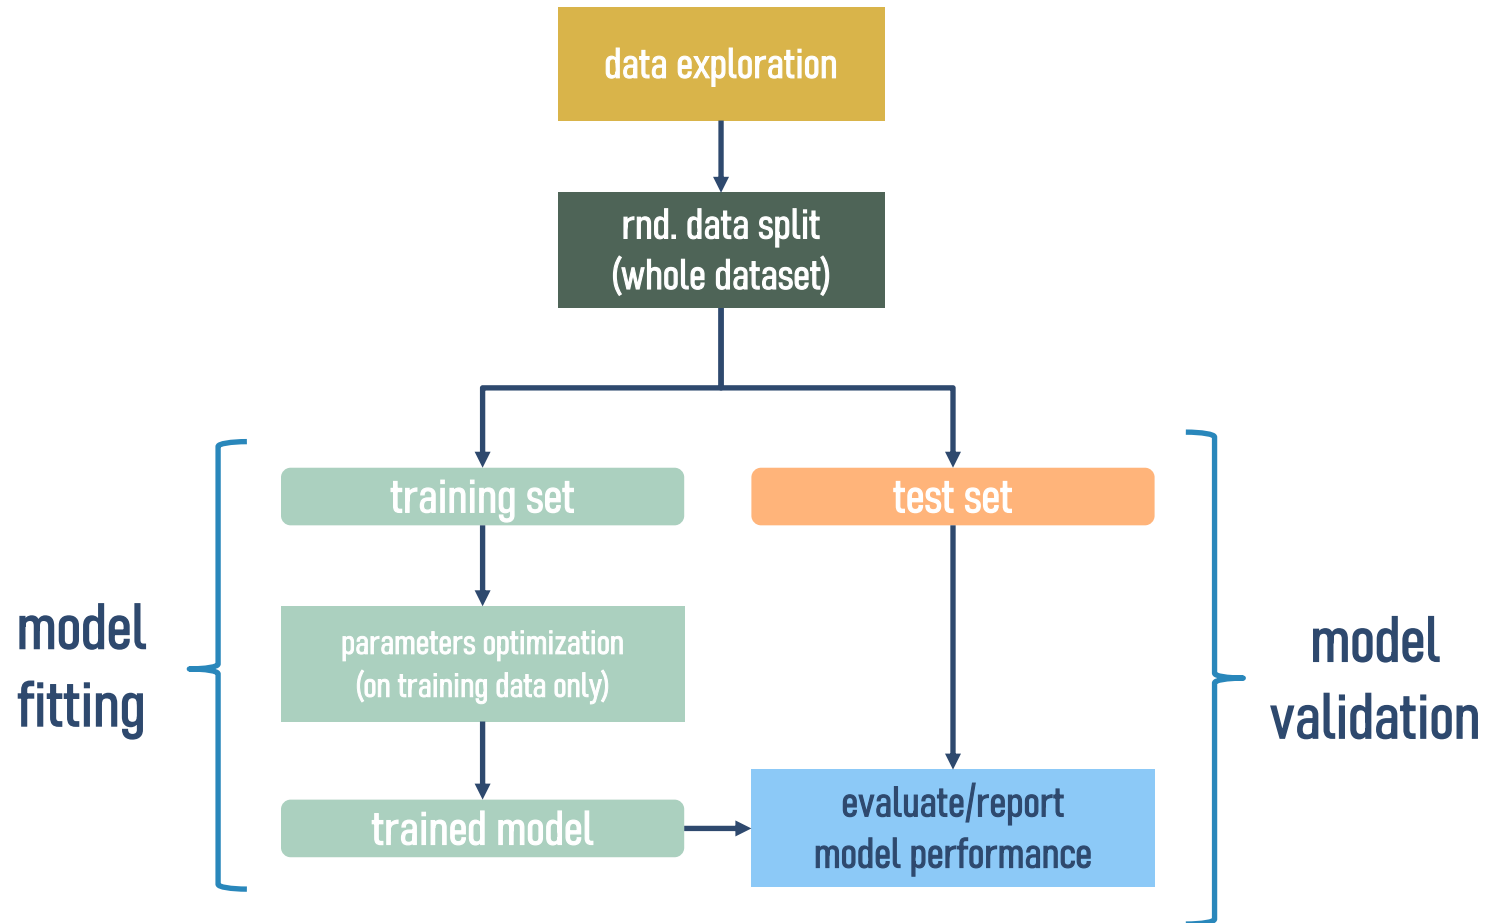 data exploration
rnd. data split
(whole dataset)
training set
test set
model
fitting
parameters optimization
(on training data only)
model
validation
trained model
evaluate/report
model performance